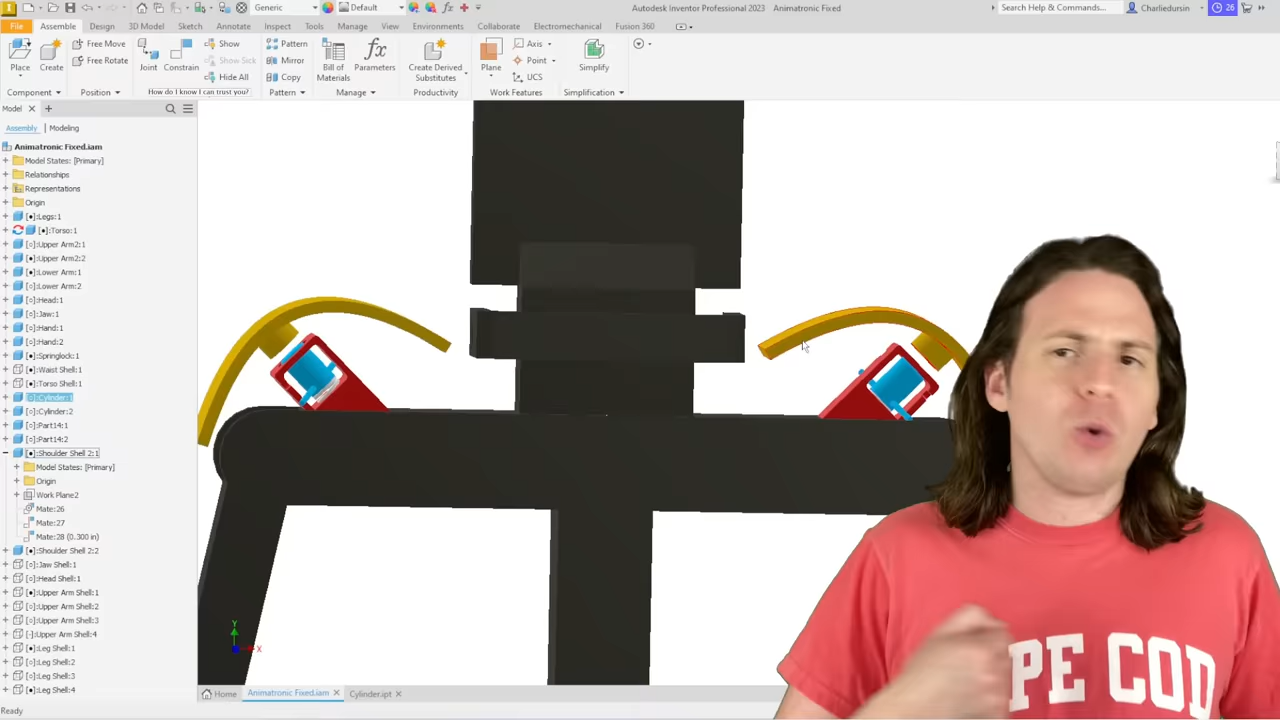 Generic
Default
Autodesk Inventor Professional 2023
Animatronic Fixed
Search Help & Commands...
Charliedursin
26
File
Assemble
Design
3D Model
Sketch
Annotate
Inspect
Tools
Manage
View
Environments
Collaborate
Electromechanical
Fusion 360
Place
Create
Free Move
Free Rotate
Joint
Constrain
Show
Show Sick
Hide All
Pattern
Mirror
Copy
Bill of
Materials
Parameters
Create Derived
Substitutes
Plane
Axis
Point
UCS
Simplify
Component
Position
How do I know I can trust you?
Pattern
Manage
Productivity
Work Features
Simplification
Model
Assembly
Modeling
Animatronic Fixed.iam
Model States: [Primary]
Relationships
Representations
Origin
Legs:1
Torso:1
Upper Arm2:1
Upper Arm2:2
Lower Arm:1
Lower Arm:2
Head:1
Jaw:1
Hand:1
Hand:2
Springlock:1
Waist Shell:1
Torso Shell:1
Cylinder:1
Cylinder:2
Part14:1
Part14:2
Shoulder Shell 2:1
Model States: [Primary]
Origin
Work Plane2
Mate:26
Mate:27
Mate:28 (0.300 in)
Shoulder Shell 2:2
Jaw Shell:1
Head Shell:1
Upper Arm Shell:1
Upper Arm Shell:2
Upper Arm Shell:3
Upper Arm Shell:4
Leg Shell:1
Leg Shell:2
Leg Shell:3
Leg Shell:4
Y
X
PE COD
Home
Animatronic Fixed.iam
Cylinder.ipt
Ready